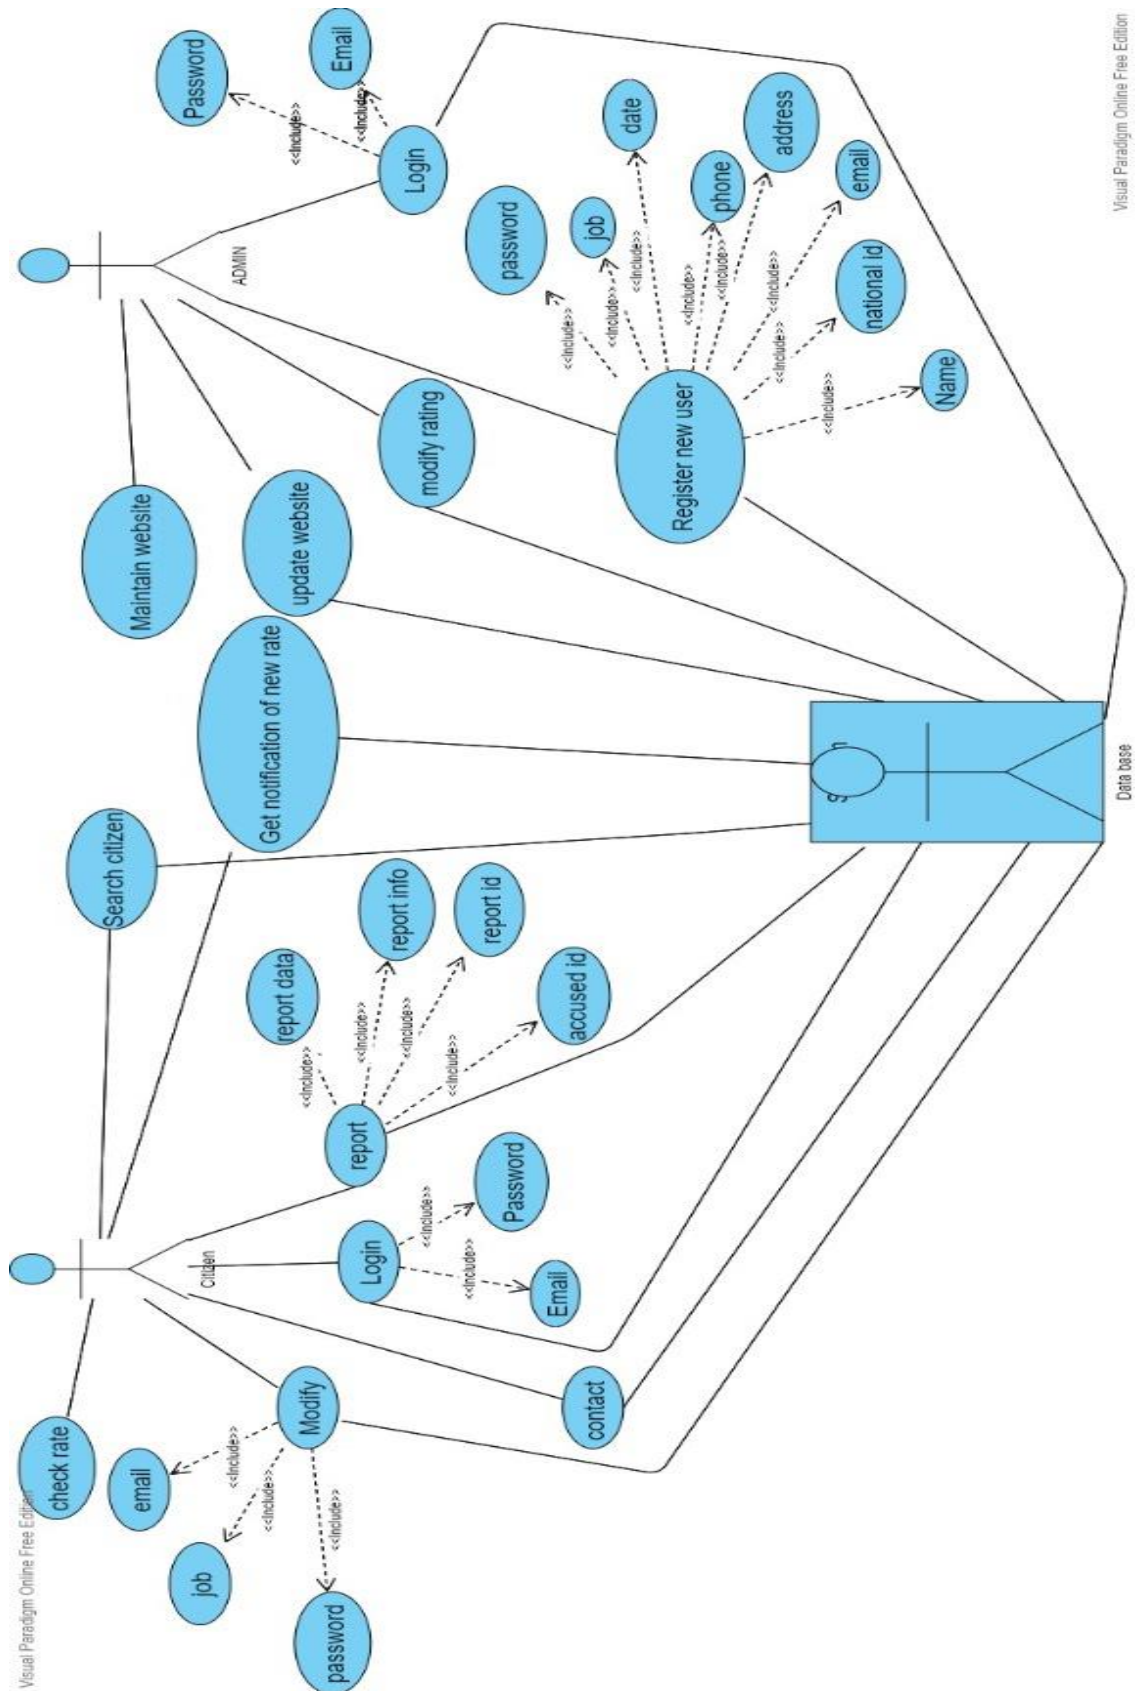 Visual Paradigm Online Free Edition
check rate
email
job
password
<<Include>>
<<Include>>
<<Include>>
Modify
contact
Citizen
Login
<<Include>>
<<Include>>
Email
Password
report
<<Include>>
<<Include>>
<<Include>>
<<Include>>
report data
report info
report id
accused id
Search citizen
Get notification of new rate
Maintain website
update website
modify rating
ADMIN
Login
<<Include>>
<<Include>>
Password
Email
Register new user
<<Include>>
<<Include>>
<<Include>>
<<Include>>
<<Include>>
<<Include>>
<<Include>>
<<Include>>
password
job
date
phone
address
email
national id
Name
Data base
Visual Paradigm Online Free Edition